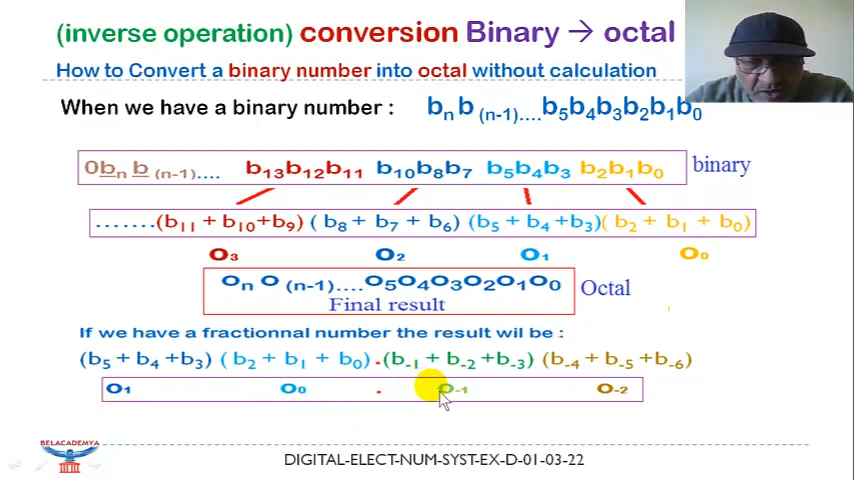 (inverse operation) conversion Binary → octal
How to Convert a binary number into octal without calculation
When we have a binary number : bn b (n-1)....b5b4b3b2b1b0
0bn b (n-1).... b13b12b11 b10b8b7 b5b4b3 b2b1b0 binary
.......(b11 + b10+b9) ( b8 + b7 + b6) (b5 + b4 +b3)( b2 + b1 + b0)
O3 O2 O1 O0
On O (n-1)....O5O4O3O2O1O0 Octal
Final result
If we have a fractionnal number the result wil be :
(b5 + b4 +b3) ( b2 + b1 + b0) .(b-1 + b-2 +b-3) (b-4 + b-5 +b-6)
O1 O0 . O-1 O-2
BELACADEMYA
DIGITAL-ELECT-NUM-SYST-EX-D-01-03-22